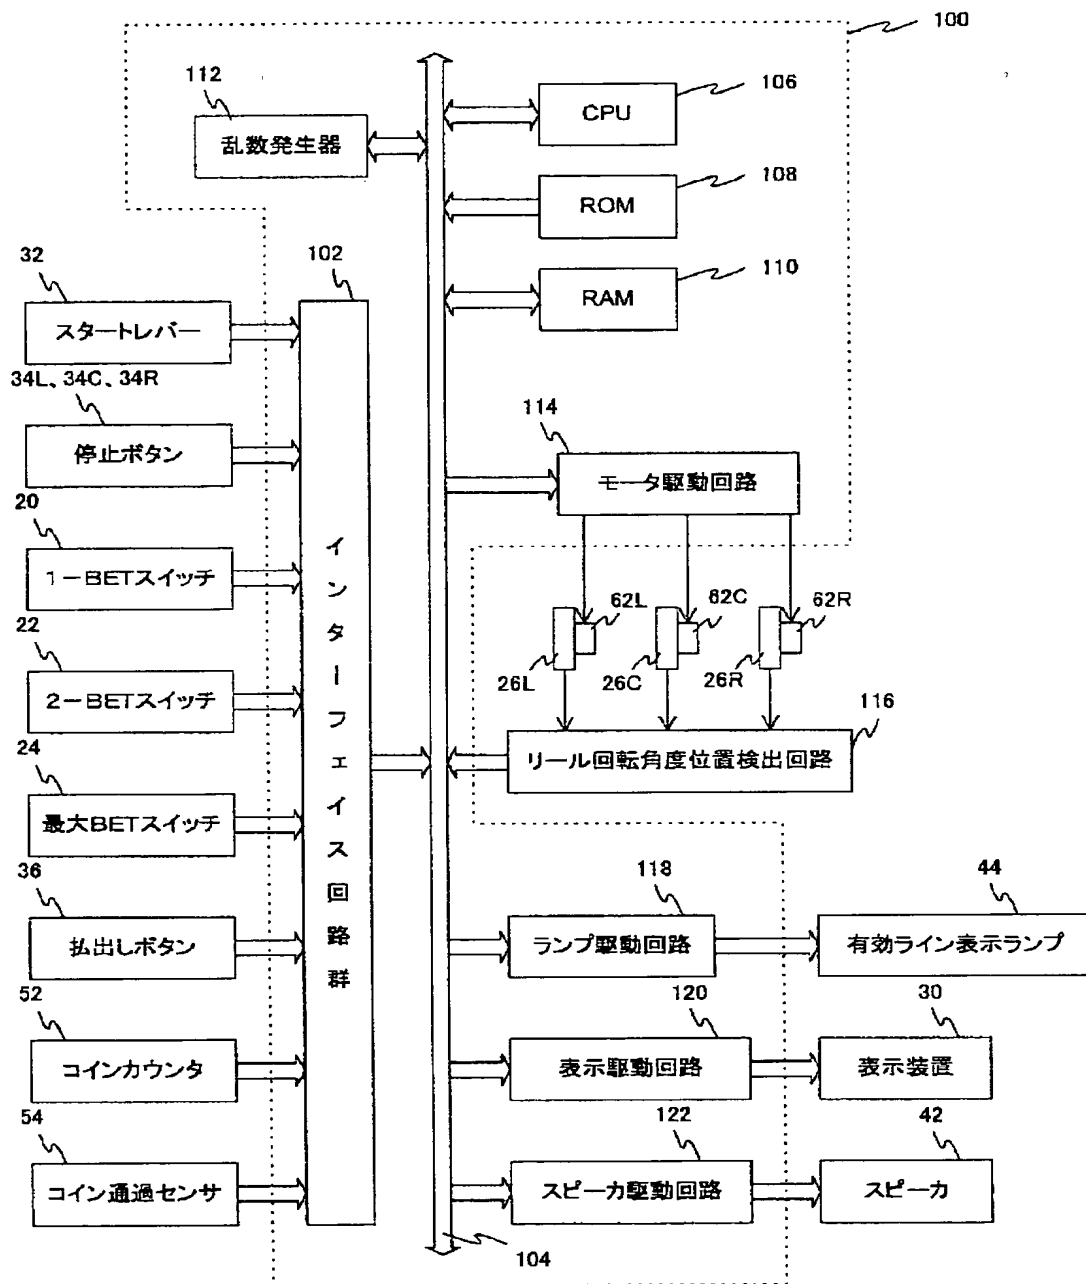 100
112
乱数発生器
106
CPU
108
ROM
110
RAM
32
スタートレバー
102
インターフェイス回路群
34L、34C、34R
停止ボタン
114
モータ駆動回路
20
1－BETスイッチ
62L
62C
62R
26L
26C
26R
22
2－BETスイッチ
116
リール回転角度位置検出回路
24
最大BETスイッチ
36
払出しボタン
118
ランプ駆動回路
44
有効ライン表示ランプ
52
コインカウンタ
120
表示駆動回路
30
表示装置
54
コイン通過センサ
122
スピーカ駆動回路
42
スピーカ
104